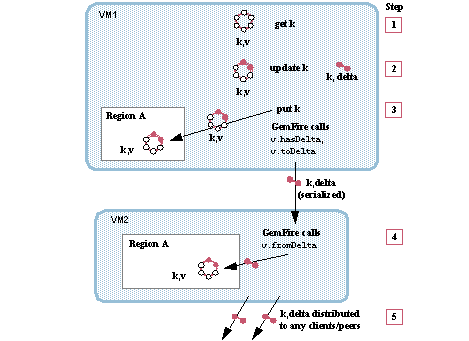 Step
VM1
get k
1
k,v
update k
2
k,v
k, delta
put k
3
Region A
k,v
GemFire calls
v.hasDelta,
v.toDelta
k,v
k,delta
(serialized)
VM2
GemFire calls
v.fromDelta
4
Region A
k,v
k,delta distributed
to any clients/peers
5